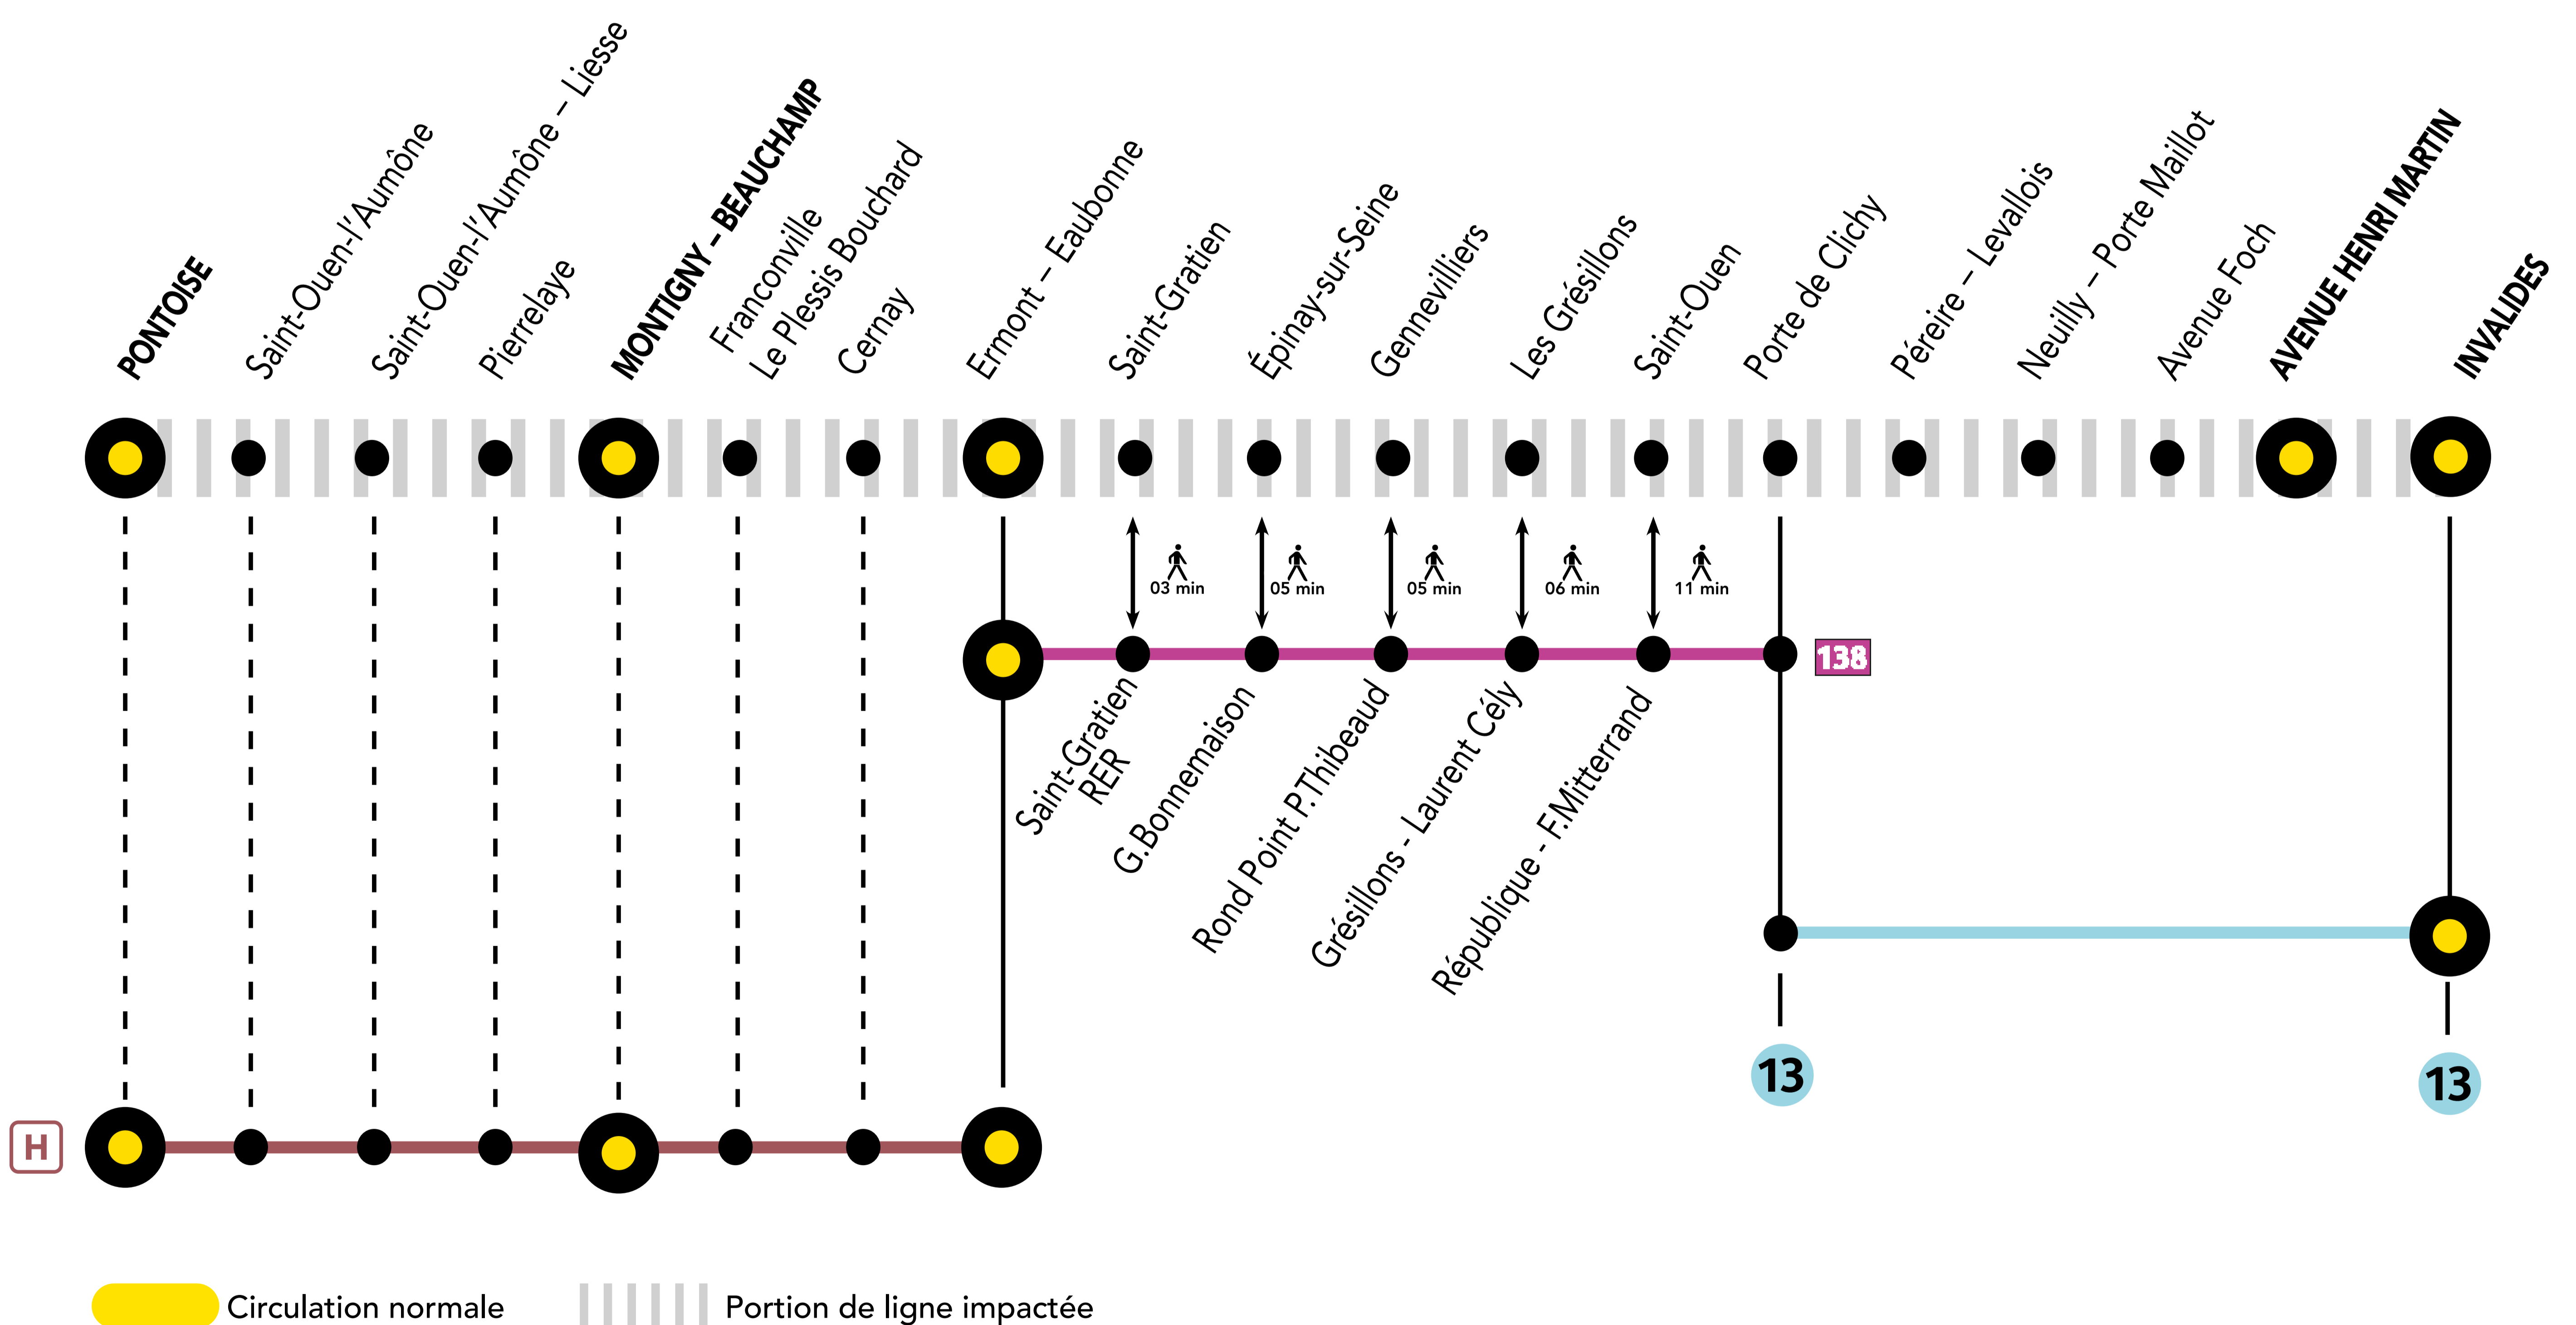 PONTOISE
Saint-Ouen-l'Aumône
Saint-Ouen-l'Aumône – Liesse
Pierrelaye
MONTIGNY – BEAUCHAMP
Franconville
Le Plessis Bouchard
Cernay
Ermont – Eaubonne
Saint-Gratien
Épinay-sur-Seine
Gennevilliers
Les Grésillons
Saint-Ouen
Porte de Clichy
Péreire – Levallois
Neuilly – Porte Maillot
Avenue Foch
AVENUE HENRI MARTIN
INVALIDES
03 min
05 min
05 min
06 min
11 min
138
Saint-Gratien
RER
G.Bonnemaison
Rond Point P.Thibeaud
Grésillons - Laurent Cély
République - F.Mitterrand
13
13
H
Circulation normale
Portion de ligne impactée